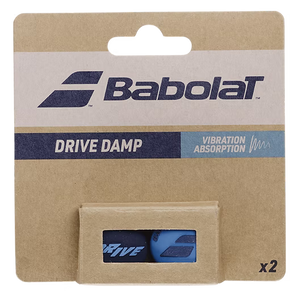 BabolaT
DRIVE DAMP
VIBRATION
ABSORPTION
DRIVE
x2